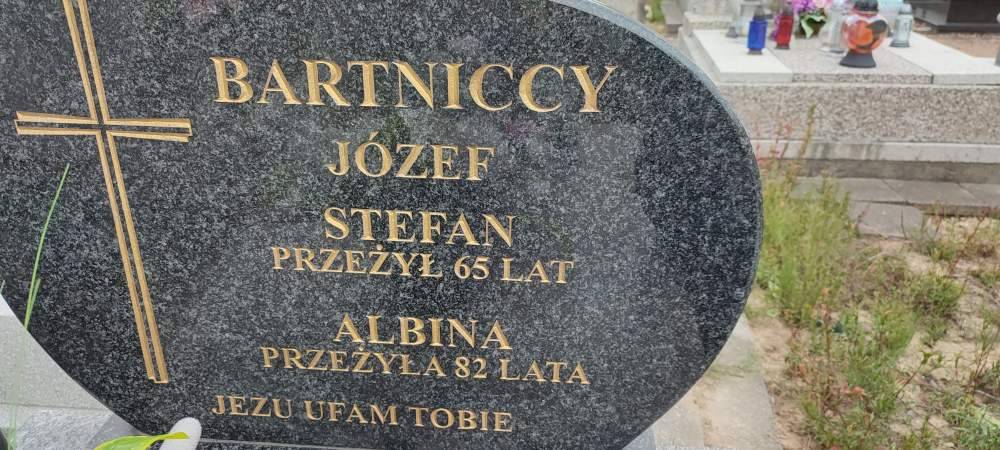 BARTNICCY
JÓZEF
STEFAN
PRZEŻYŁ 65 LAT
ALBINA
PRZEŻYŁA 82 LATA
JEZU UFAM TOBIE